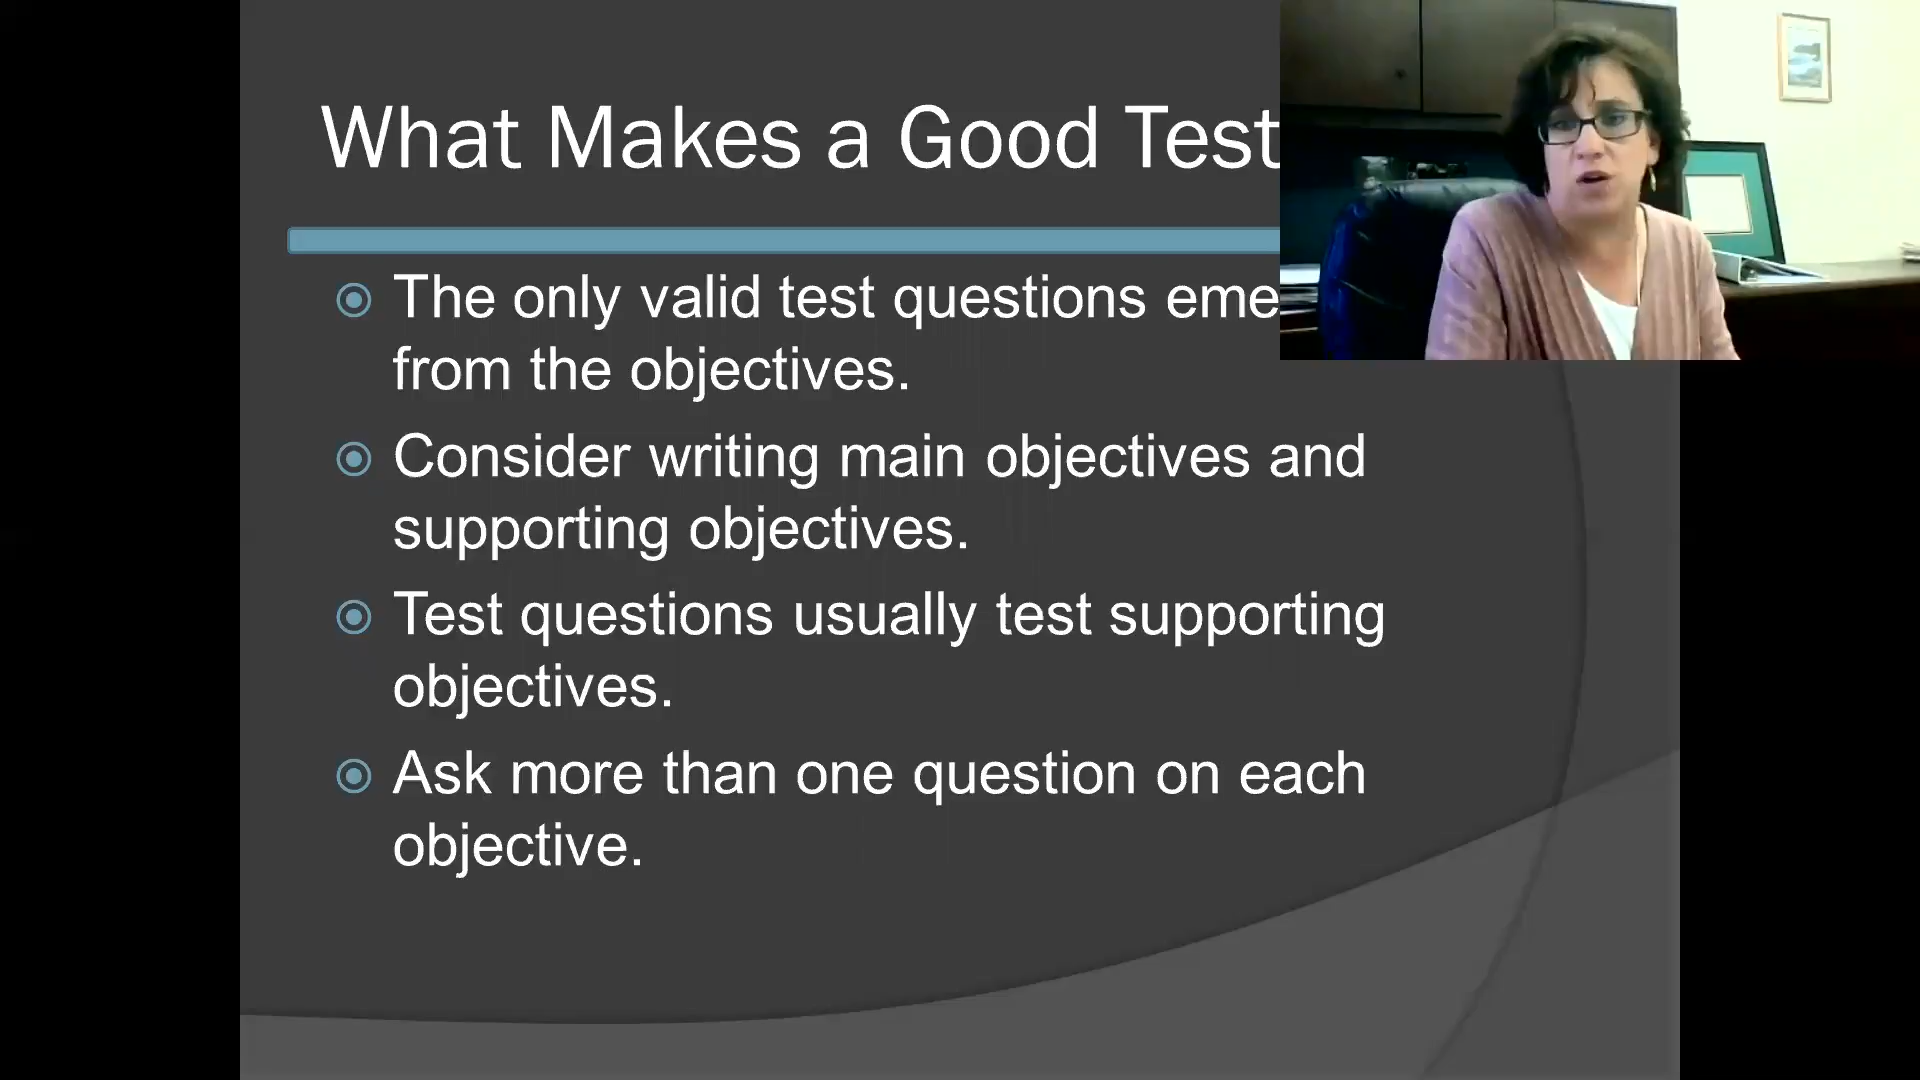 What Makes a Good Test
The only valid test questions eme
from the objectives.
Consider writing main objectives and
supporting objectives.
Test questions usually test supporting
objectives.
Ask more than one question on each
objective.